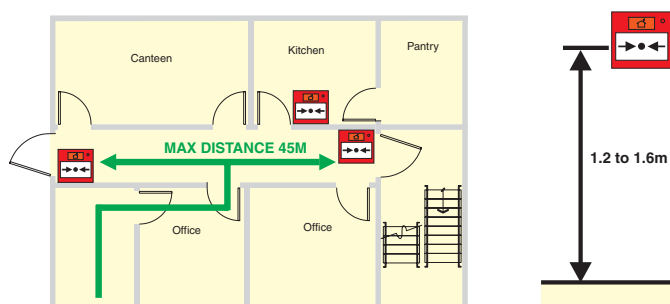 Canteen
Kitchen
Pantry
MAX DISTANCE 45M
1.2 to 1.6m
Office
Office